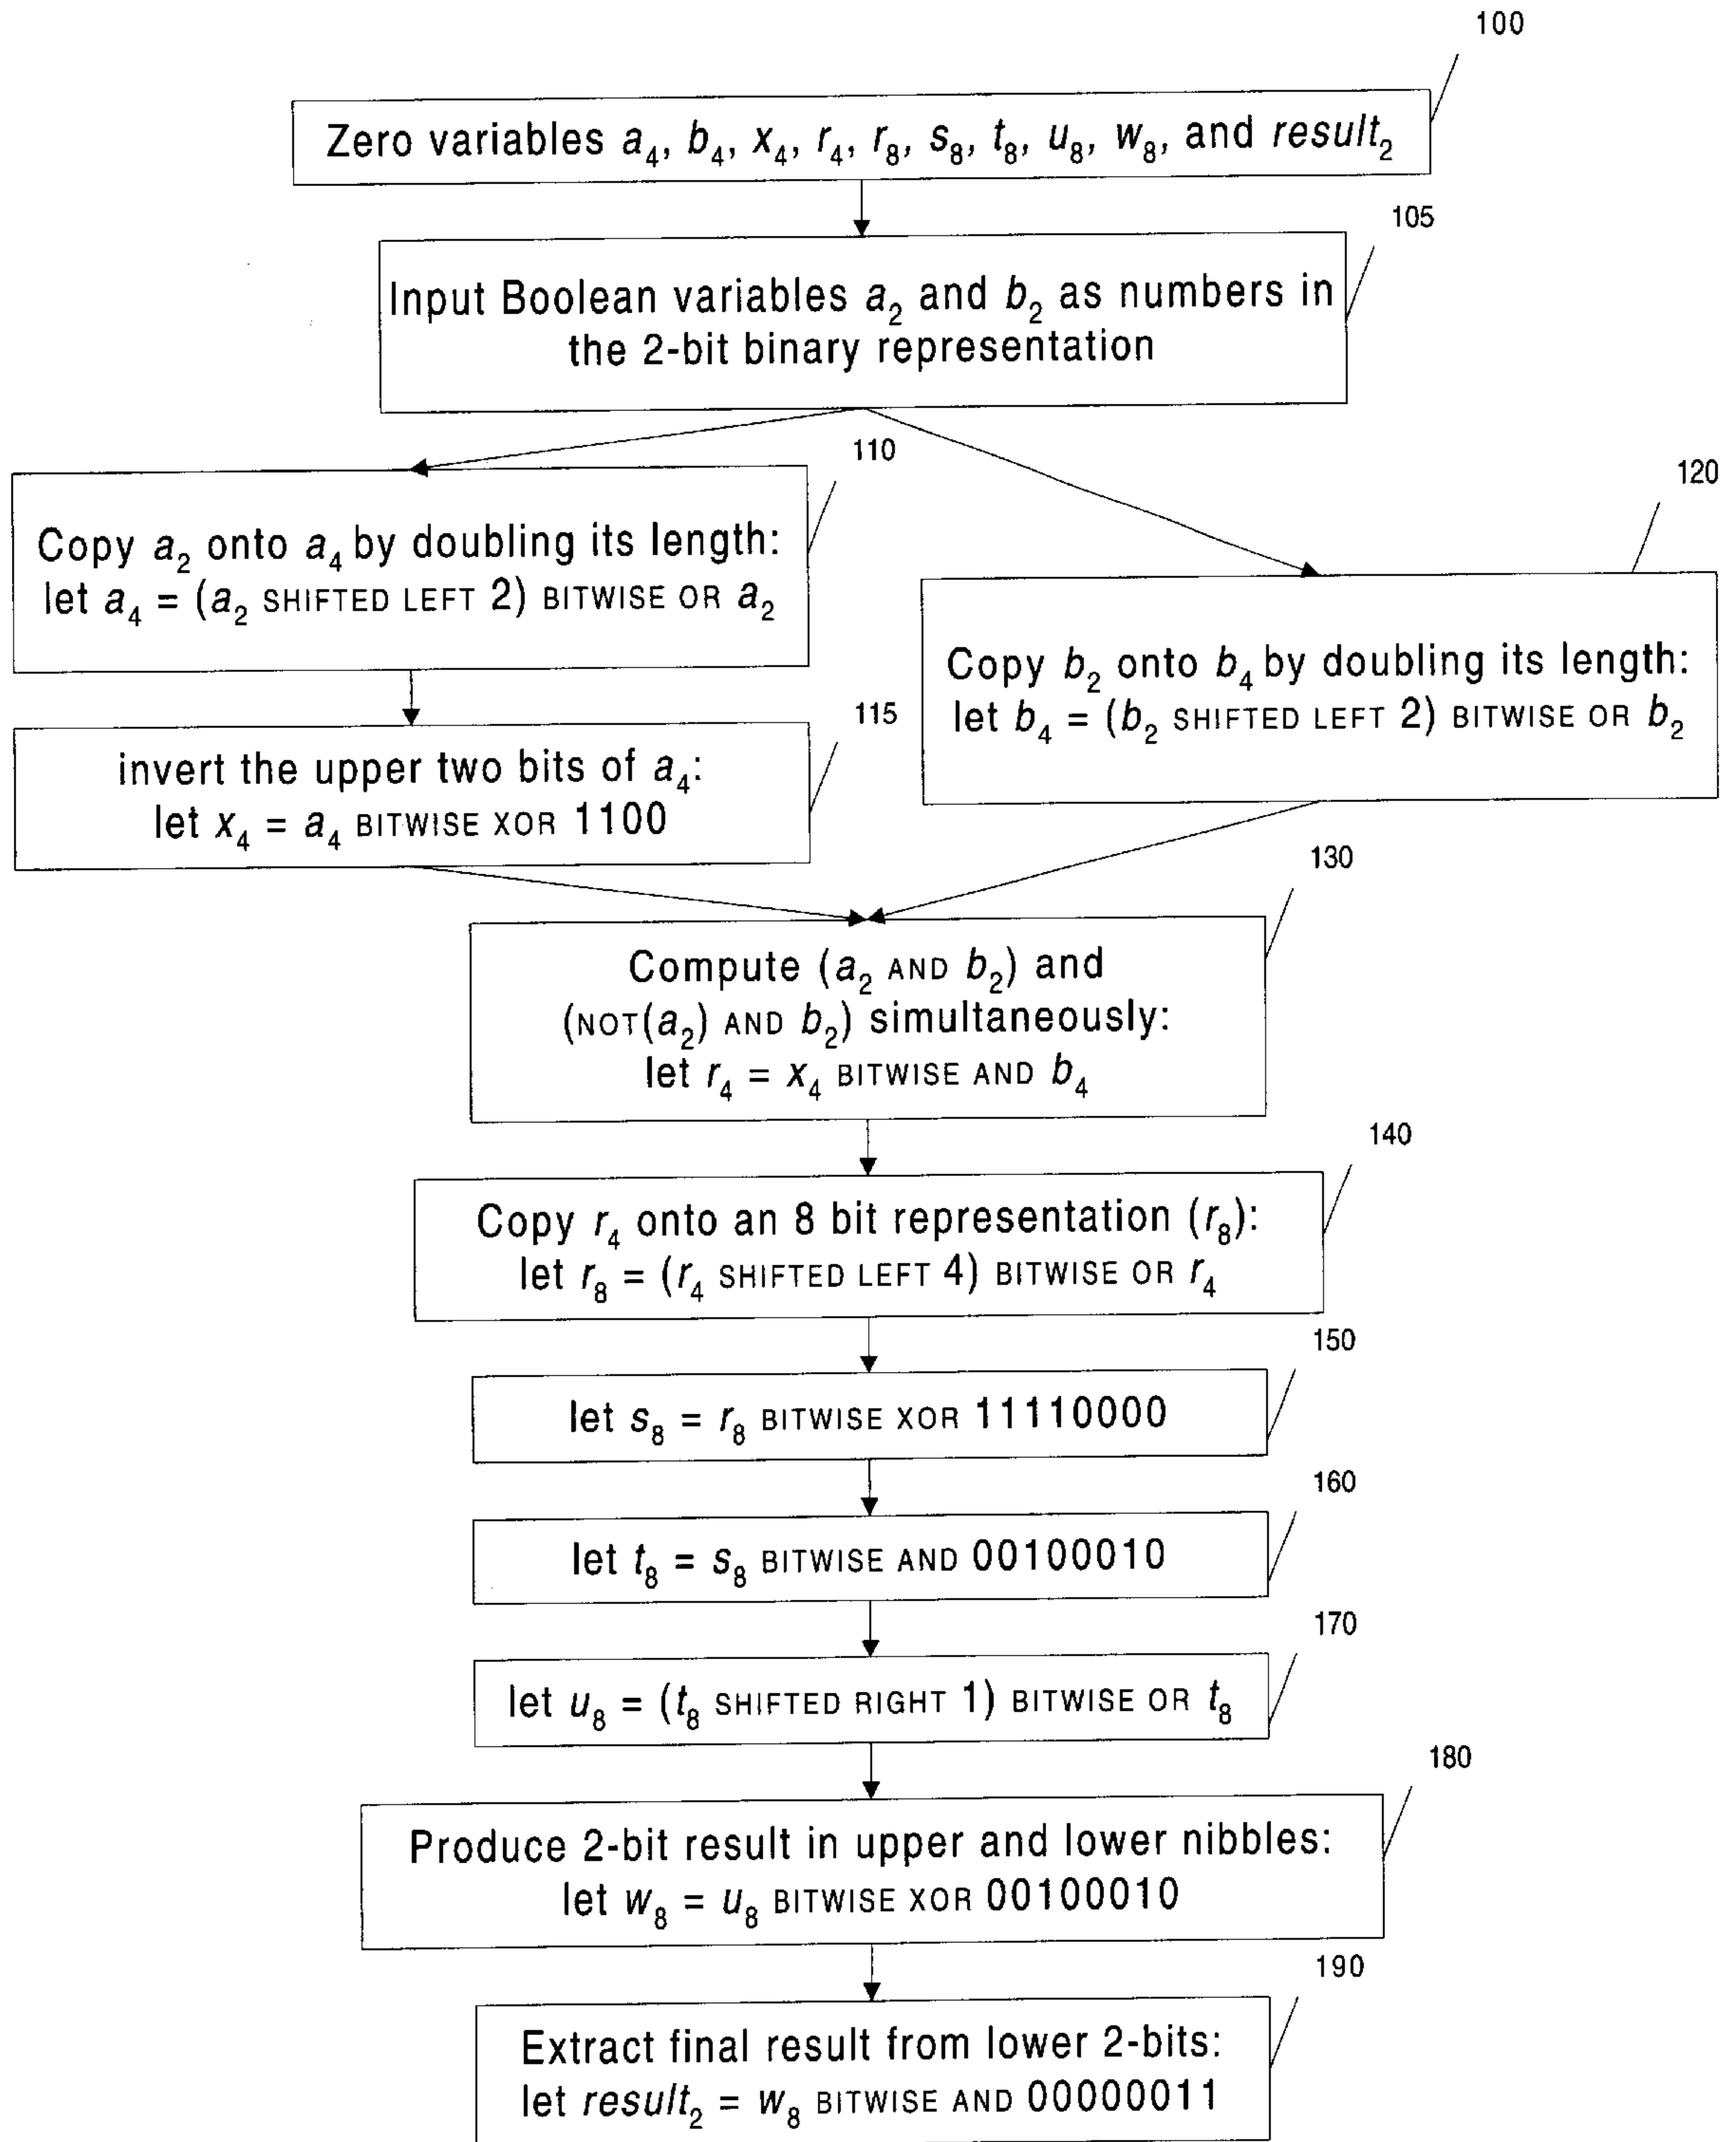 100
Zero variables a₄, b₄, x₄, r₄, r₈, s₈, t₈, u₈, w₈, and result₂
105
Input Boolean variables a₂ and b₂ as numbers in
the 2-bit binary representation
110
Copy a₂ onto a₄ by doubling its length:
let a₄ = (a₂ SHIFTED LEFT 2) BITWISE OR a₂
120
Copy b₂ onto b₄ by doubling its length:
let b₄ = (b₂ SHIFTED LEFT 2) BITWISE OR b₂
115
invert the upper two bits of a₄:
let x₄ = a₄ BITWISE XOR 1100
130
Compute (a₂ AND b₂) and
(NOT(a₂) AND b₂) simultaneously:
let r₄ = x₄ BITWISE AND b₄
140
Copy r₄ onto an 8 bit representation (r₈):
let r₈ = (r₄ SHIFTED LEFT 4) BITWISE OR r₄
150
let s₈ = r₈ BITWISE XOR 11110000
160
let t₈ = s₈ BITWISE AND 00100010
170
let u₈ = (t₈ SHIFTED RIGHT 1) BITWISE OR t₈
180
Produce 2-bit result in upper and lower nibbles:
let w₈ = u₈ BITWISE XOR 00100010
190
Extract final result from lower 2-bits:
let result₂ = w₈ BITWISE AND 00000011